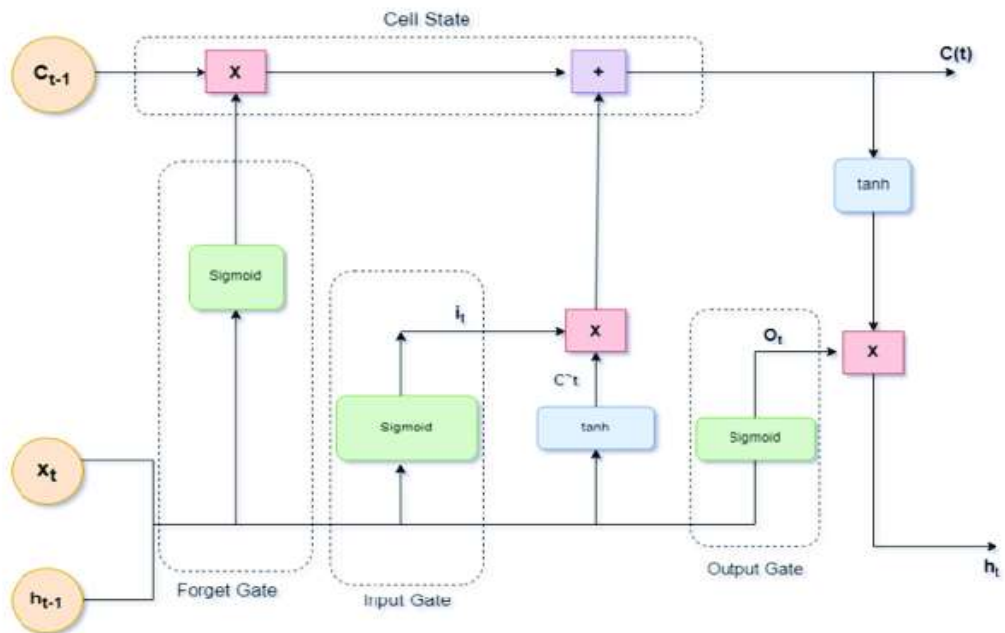 Cell State
C(t)
Ct-1
X
+
tanh
Sigmoid
it
X
Ot
X
C~t
Sigmoid
tanh
Sigmoid
xt
ht-1
Forget Gate
Input Gate
Output Gate
ht